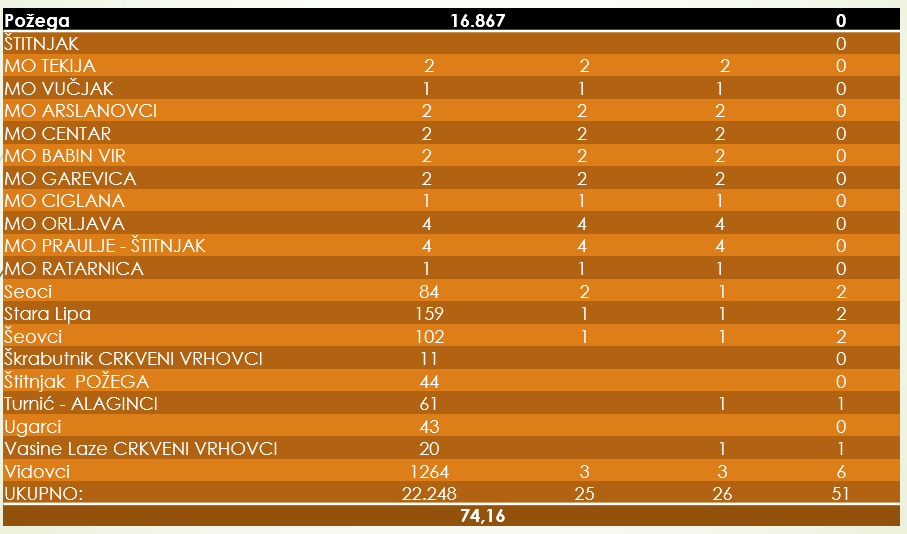 Požega 16.867 0
ŠTITNJAK 0
MO TEKIJA 2 2 2 0
MO VUČJAK 1 1 1 0
MO ARSLANOVCI 2 2 2 0
MO CENTAR 2 2 2 0
MO BABIN VIR 2 2 2 0
MO GAREVICA 2 2 2 0
MO CIGLANA 1 1 1 0
MO ORLJAVA 4 4 4 0
MO PRAULJE - ŠTITNJAK 4 4 4 0
MO RATARNICA 1 1 1 0
Seoci 84 2 1 2
Stara Lipa 159 1 1 2
Šeovci 102 1 1 2
Škrabutnik CRKVENI VRHOVCI 11 0
Štitnjak POŽEGA 44 0
Turnić - ALAGINCI 61 1 1
Ugarci 43 0
Vasine Laze CRKVENI VRHOVCI 20 1 1
Vidovci 1264 3 3 6
UKUPNO: 22.248 25 26 51
74,16